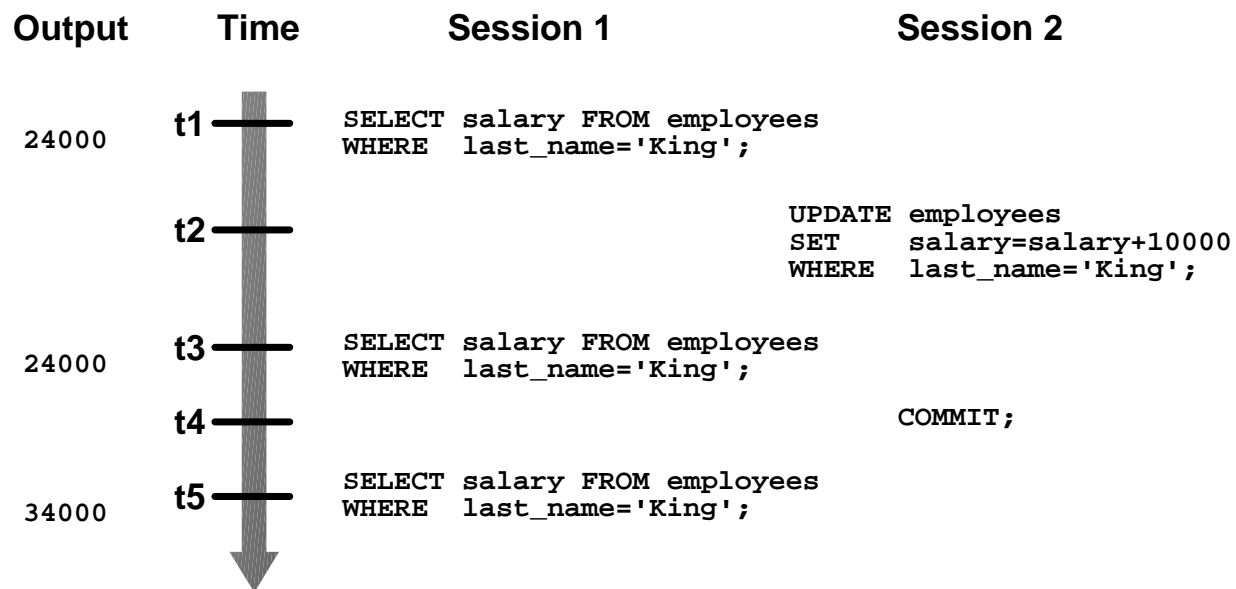 Output Time Session 1 Session 2
t1 SELECT salary FROM employees
24000 WHERE last_name='King';
t2 UPDATE employees
SET salary=salary+10000
WHERE last_name='King';
t3 SELECT salary FROM employees
24000 WHERE last_name='King';
t4 COMMIT;
t5 SELECT salary FROM employees
34000 WHERE last_name='King';